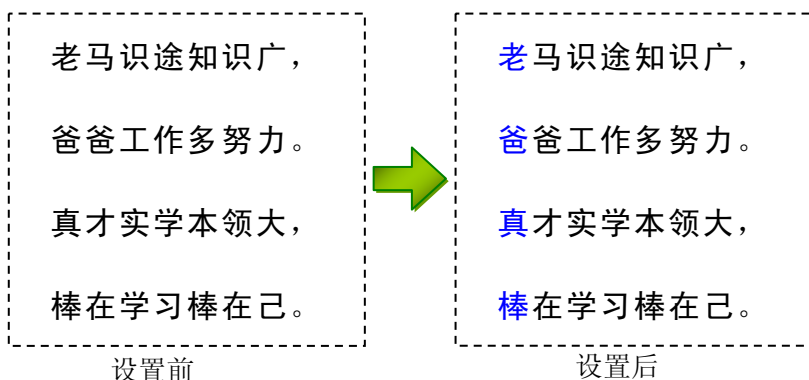 老马识途知识广，
爸爸工作多努力。
真才实学本领大，
棒在学习棒在己。
设置前
老马识途知识广，
爸爸工作多努力。
真才实学本领大，
棒在学习棒在己。
设置后